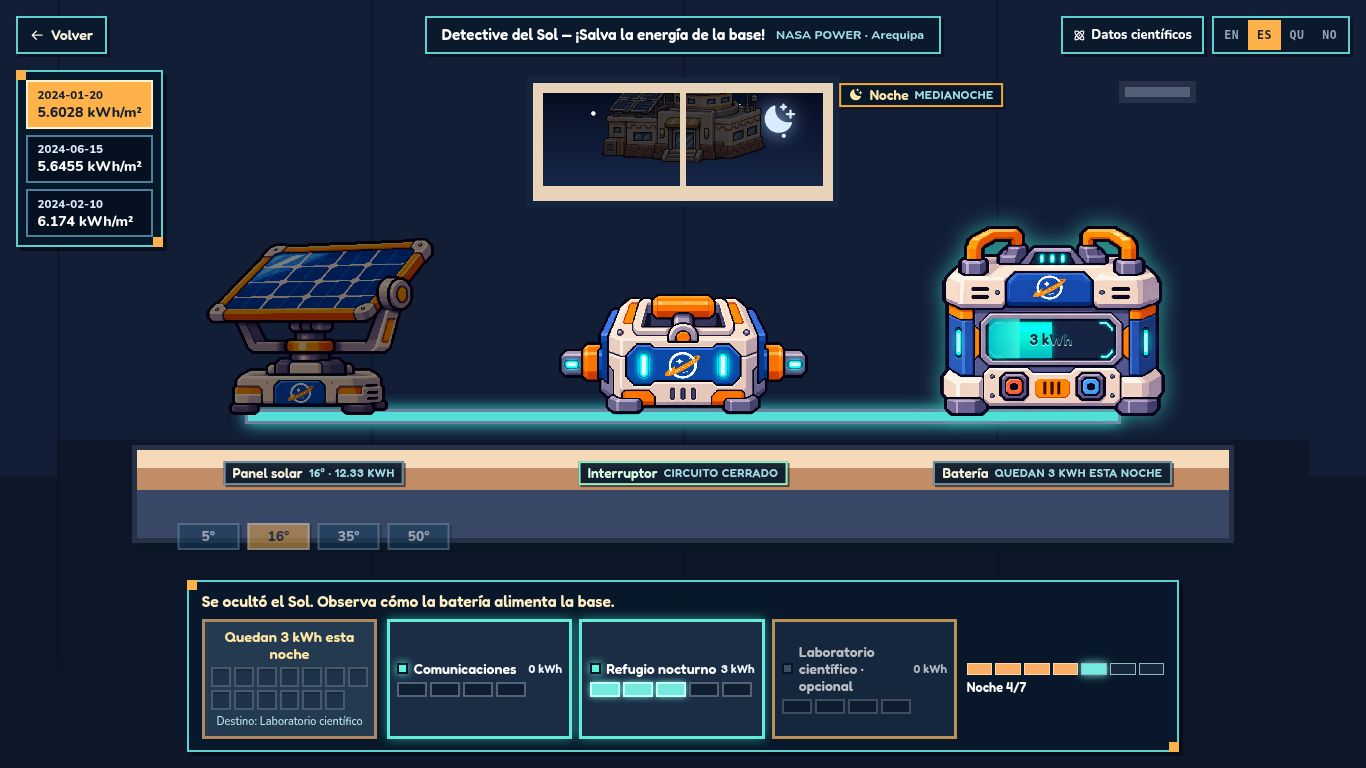 Volver
Detective del Sol — ¡Salva la energía de la base! NASA POWER · Arequipa
Datos científicos
EN ES QU NO
2024-01-20
5.6028 kWh/m²
2024-06-15
5.6455 kWh/m²
2024-02-10
6.174 kWh/m²
Noche MEDIANOCHE
3 kWh
Panel solar 16° · 12.33 KWH
Interruptor CIRCUITO CERRADO
Batería QUEDAN 3 KWH ESTA NOCHE
5° 16° 35° 50°
Se ocultó el Sol. Observa cómo la batería alimenta la base.
Quedan 3 kWh esta
noche
Destino: Laboratorio científico
Comunicaciones 0 kWh
Refugio nocturno 3 kWh
Laboratorio
científico · 0 kWh
opcional
Noche 4/7